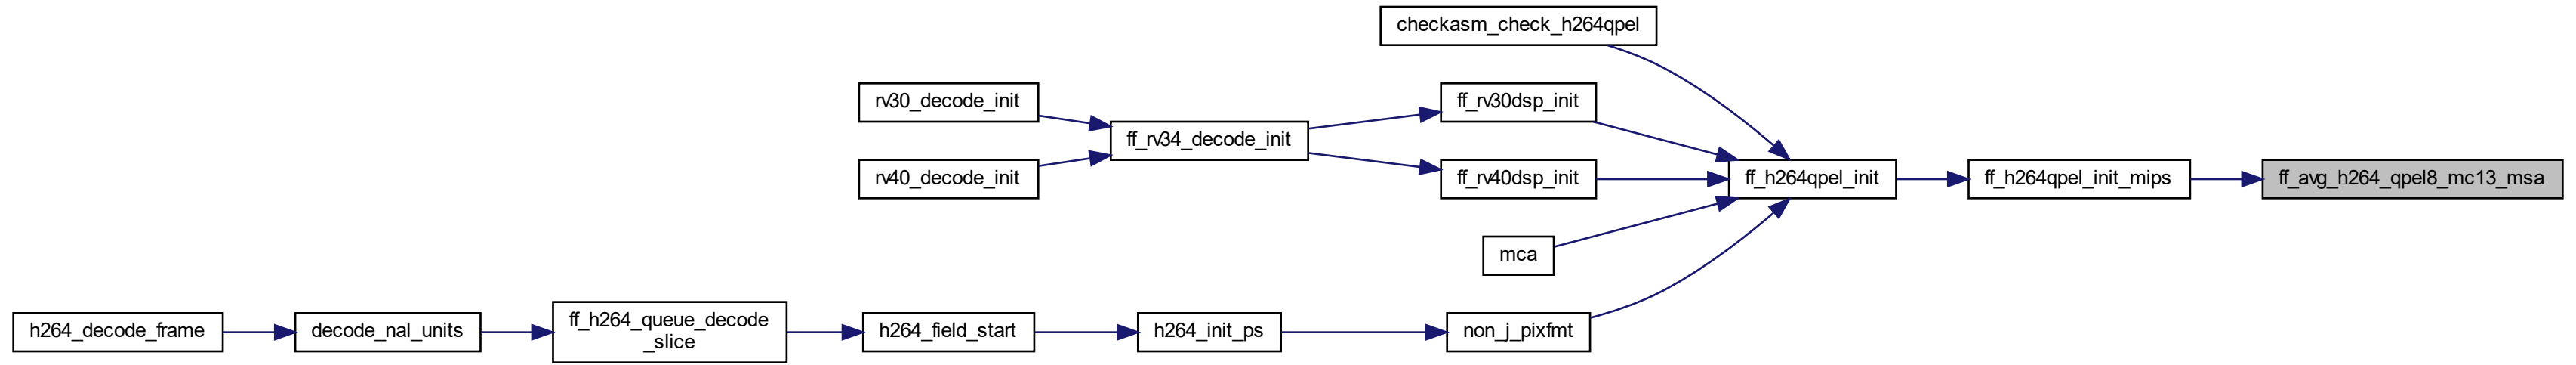 checkasm_check_h264qpel
rv30_decode_init
ff_rv30dsp_init
ff_rv34_decode_init
rv40_decode_init
ff_rv40dsp_init
ff_h264qpel_init
ff_h264qpel_init_mips
ff_avg_h264_qpel8_mc13_msa
mca
h264_decode_frame
decode_nal_units
ff_h264_queue_decode
_slice
h264_field_start
h264_init_ps
non_j_pixfmt